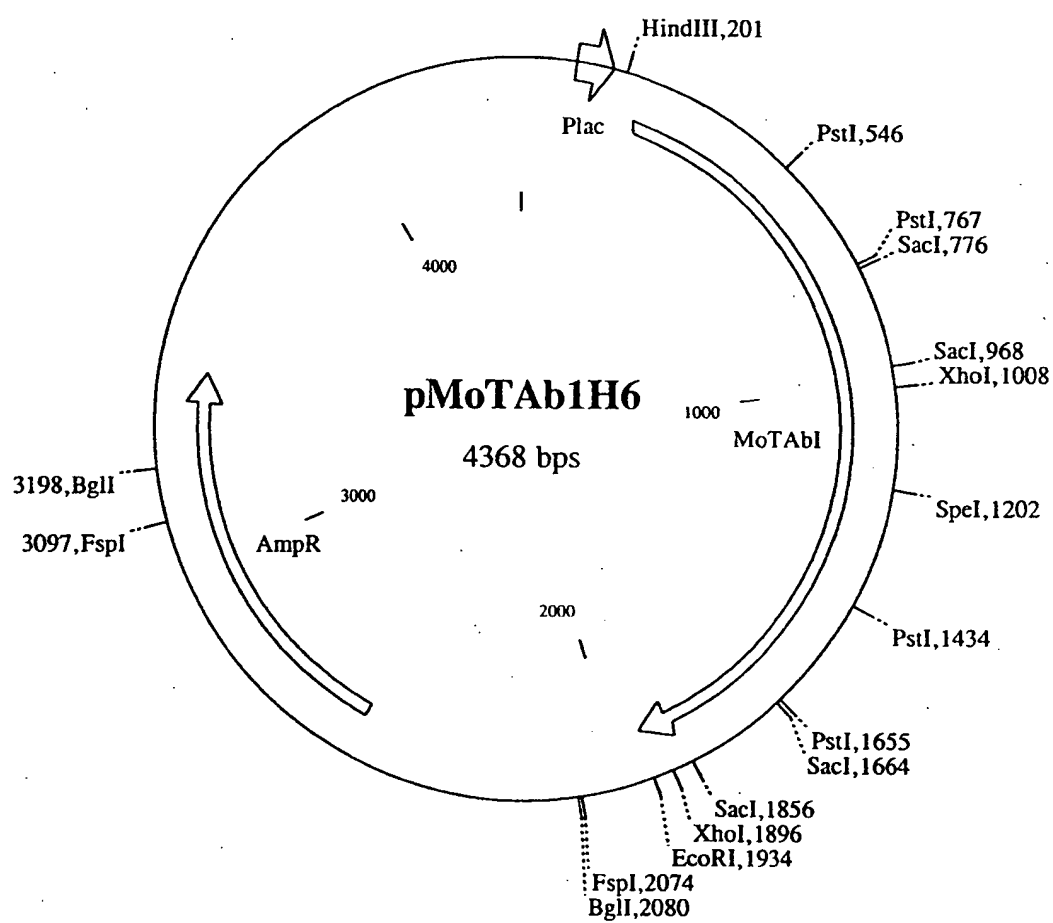 HindIII,201
Plac
PstI,546
PstI,767
SacI,776
4000
SacI,968
XhoI,1008
pMoTAb1H6
4368 bps
1000
MoTAbI
3198,BglI
3000
SpeI,1202
3097,FspI
AmpR
2000
PstI,1434
PstI,1655
SacI,1664
SacI,1856
XhoI,1896
EcoRI,1934
FspI,2074
BglI,2080